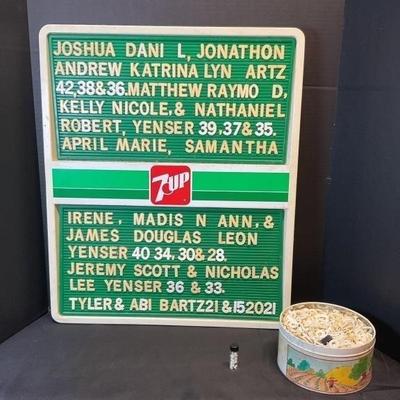 JOSHUA DANI L, JONATHON
ANDREW KATRINA LYN ARTZ
42,38&36.MATTHEW RAYMO D,
KELLY NICOLE,& NATHANIEL
ROBERT, YENSER 39,37&35.
APRIL MARIE, SAMANTHA
7UP
IRENE, MADIS N ANN,&
JAMES DOUGLAS LEON
YENSER 40 34,30&28.
JEREMY SCOTT & NICHOLAS
LEE YENSER 36 & 33.
TYLER& ABI BARTZ21 &152021